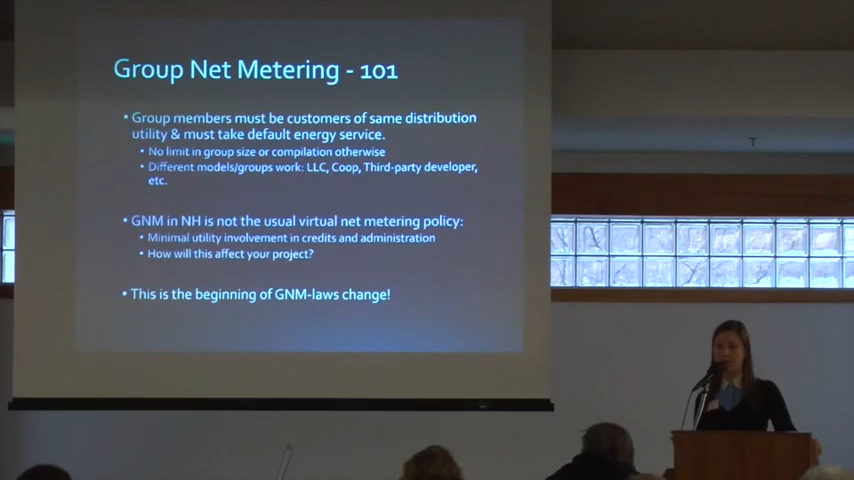 Group Net Metering - 101
• Group members must be customers of same distribution
utility & must take default energy service.
• No limit in group size or compilation otherwise
• Different models/groups work: LLC, Coop, Third-party developer,
etc.
• GNM in NH is not the usual virtual net metering policy:
• Minimal utility involvement in credits and administration
• How will this affect your project?
• This is the beginning of GNM-laws change!